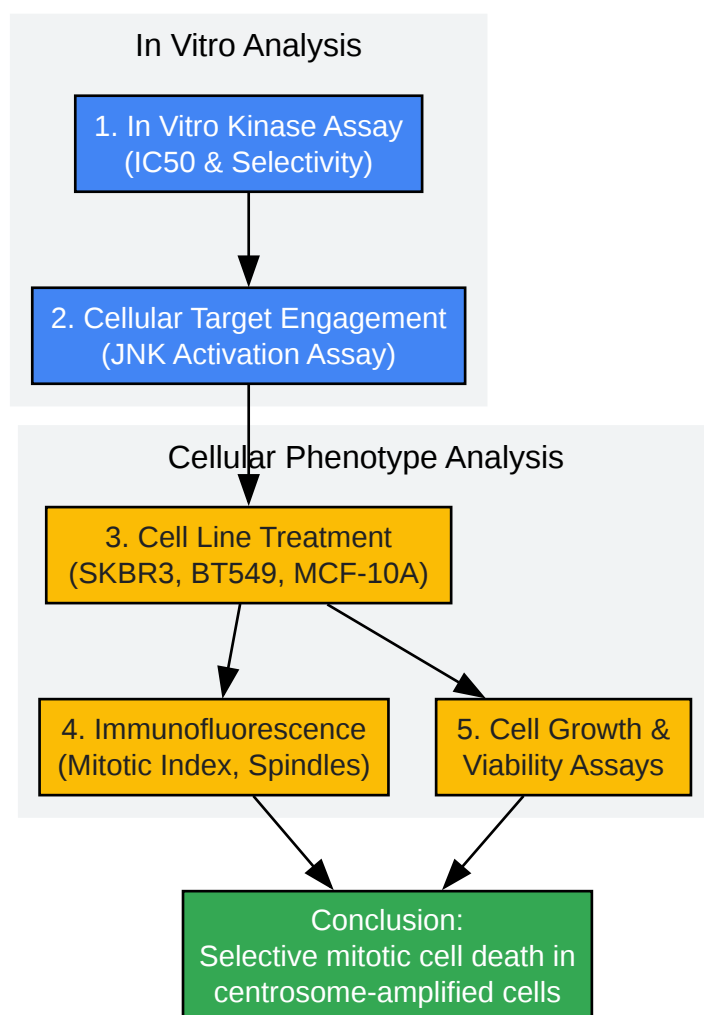 In Vitro Analysis
1. In Vitro Kinase Assay
(IC50 & Selectivity)
2. Cellular Target Engagement
(JNK Activation Assay)
Cellular Phenotype Analysis
3. Cell Line Treatment
(SKBR3, BT549, MCF-10A)
4. Immunofluorescence
(Mitotic Index, Spindles)
5. Cell Growth &
Viability Assays
Conclusion:
Selective mitotic cell death in
centrosome-amplified cells